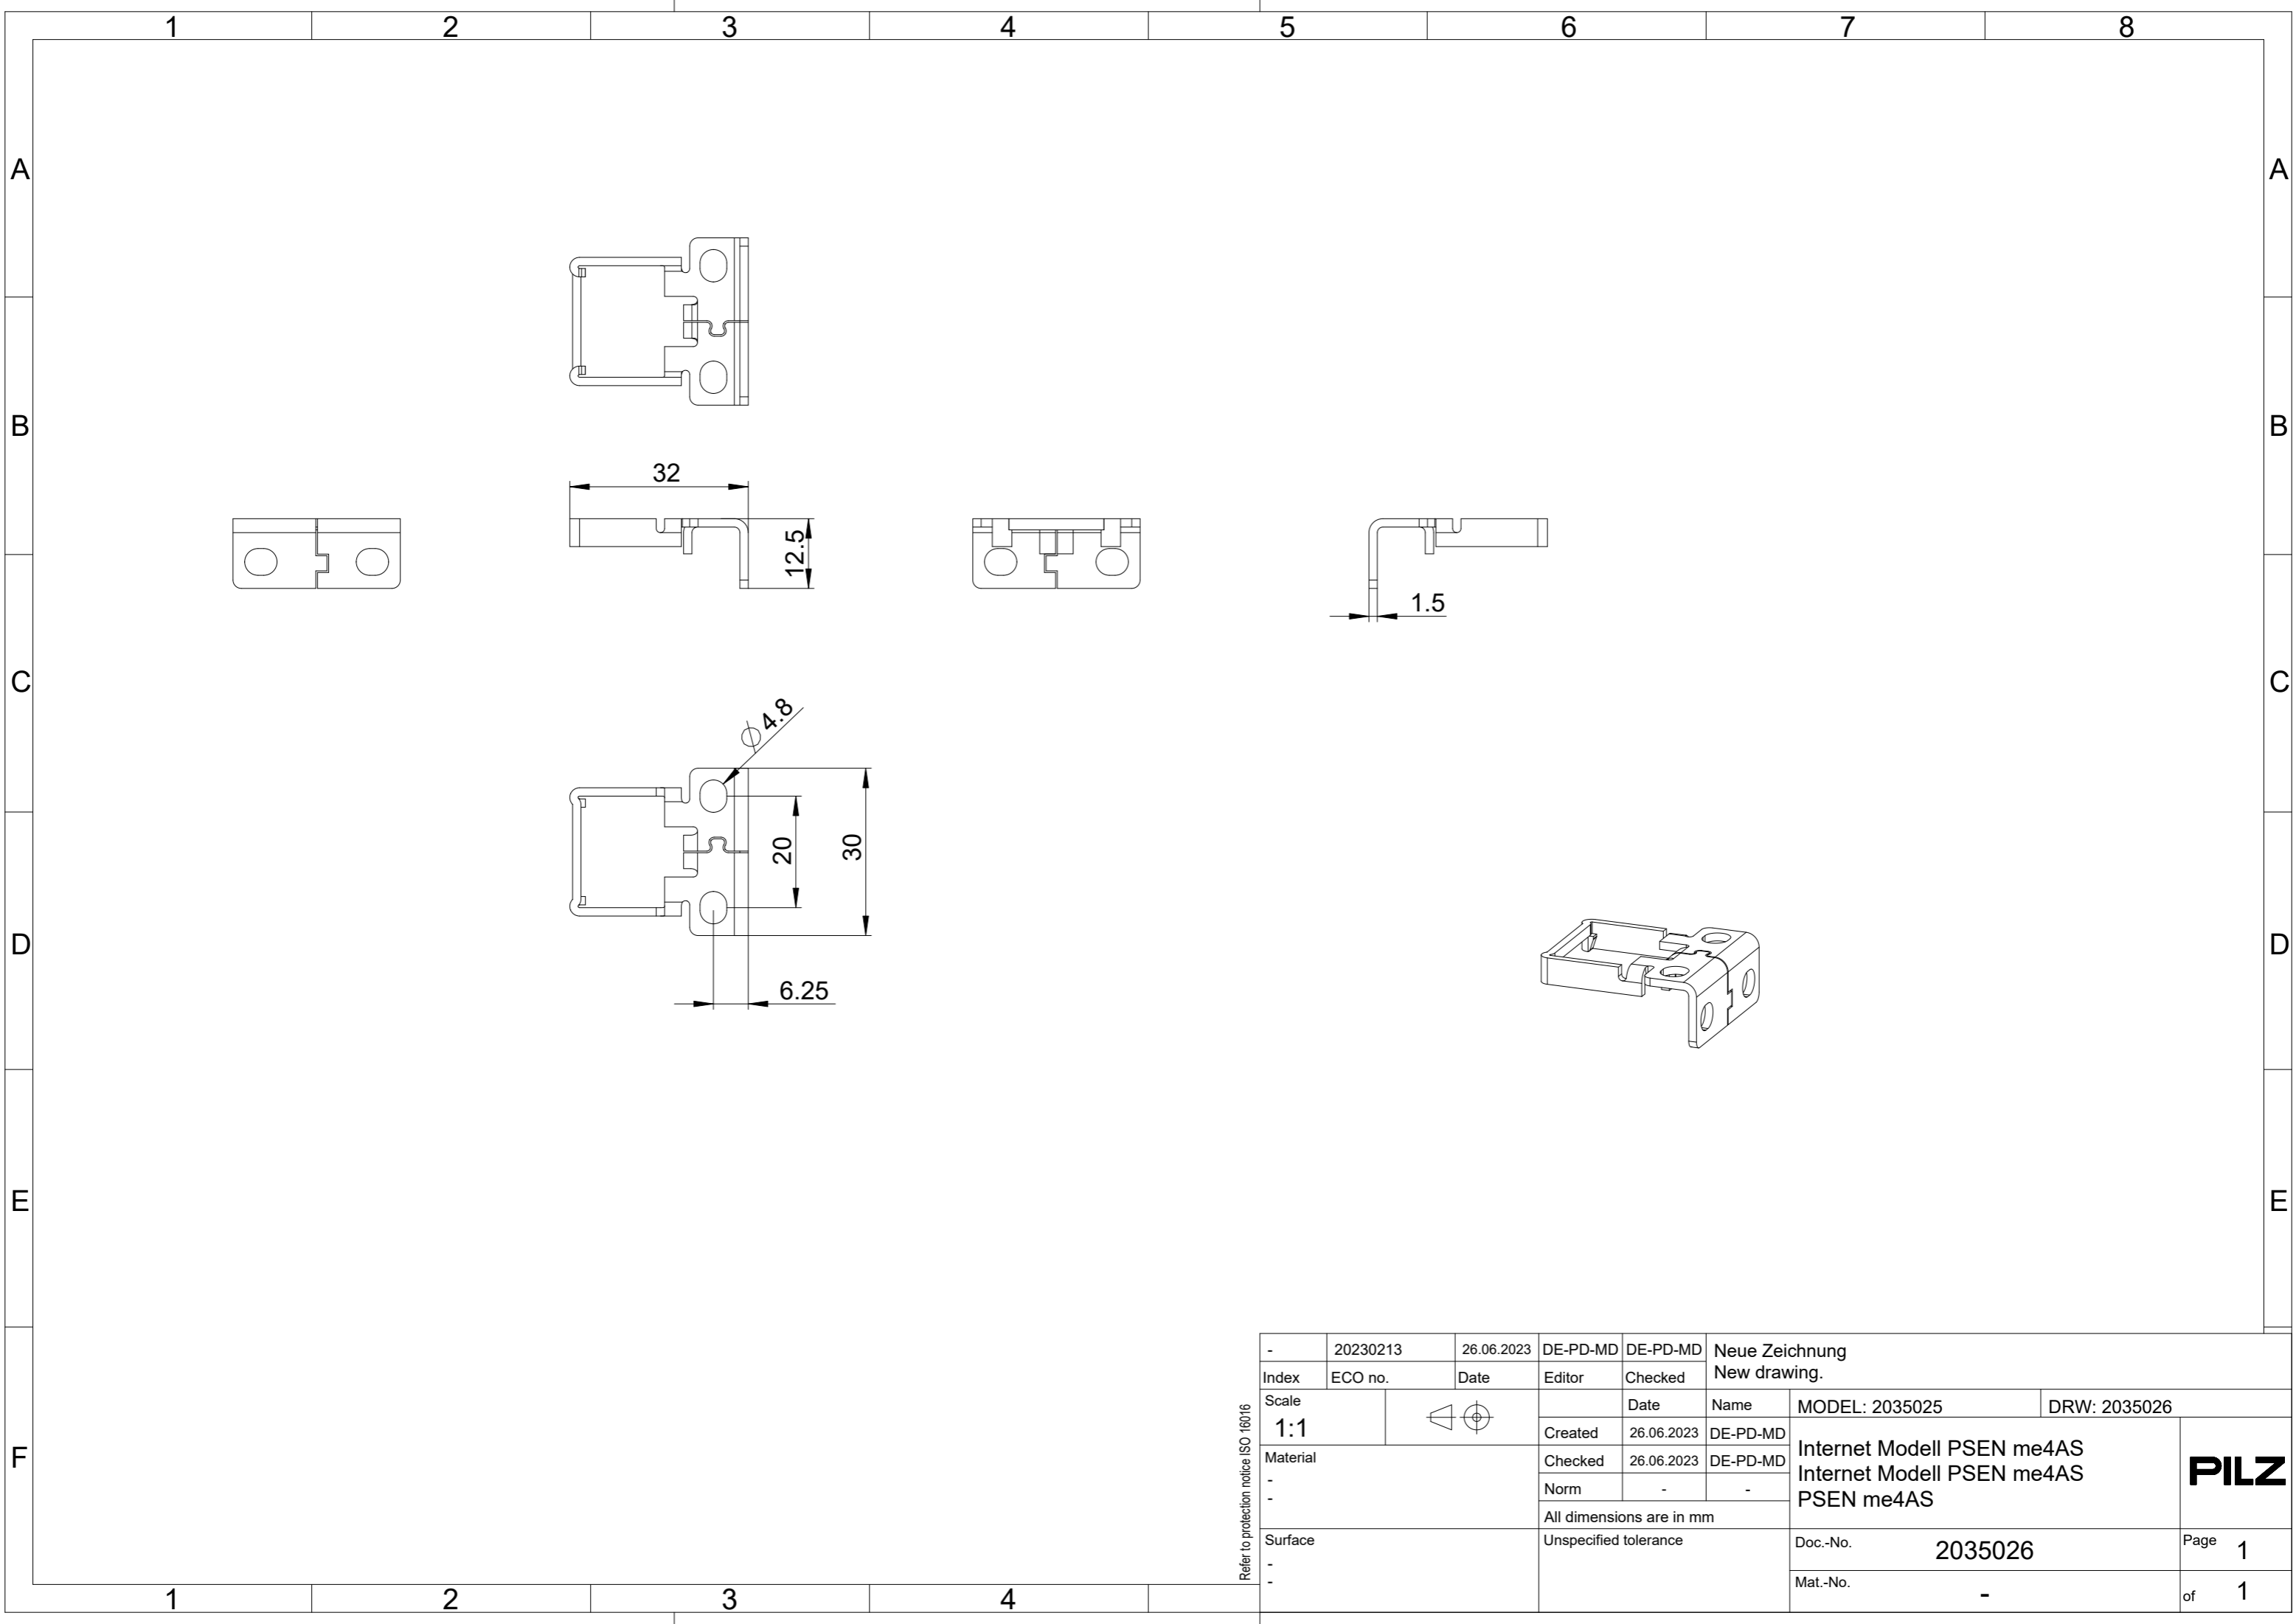 1 2 3 4 5 6 7 8
A A
B B
C C
D D
E E
F
32
12.5
1.5
⌀ 4.8
20
30
6.25
Refer to protection notice ISO 16016
- 20230213 26.06.2023 DE-PD-MD DE-PD-MD Neue Zeichnung
New drawing.
Index ECO no. Date Editor Checked
Scale Date Name MODEL: 2035025 DRW: 2035026
1:1
Created 26.06.2023 DE-PD-MD
Internet Modell PSEN me4AS
Material Checked 26.06.2023 DE-PD-MD
Internet Modell PSEN me4AS
PILZ
-
-
Norm - -
PSEN me4AS
All dimensions are in mm
Surface Unspecified tolerance Doc.-No. 2035026 Page 1
-
-
Mat.-No. - of 1
1 2 3 4